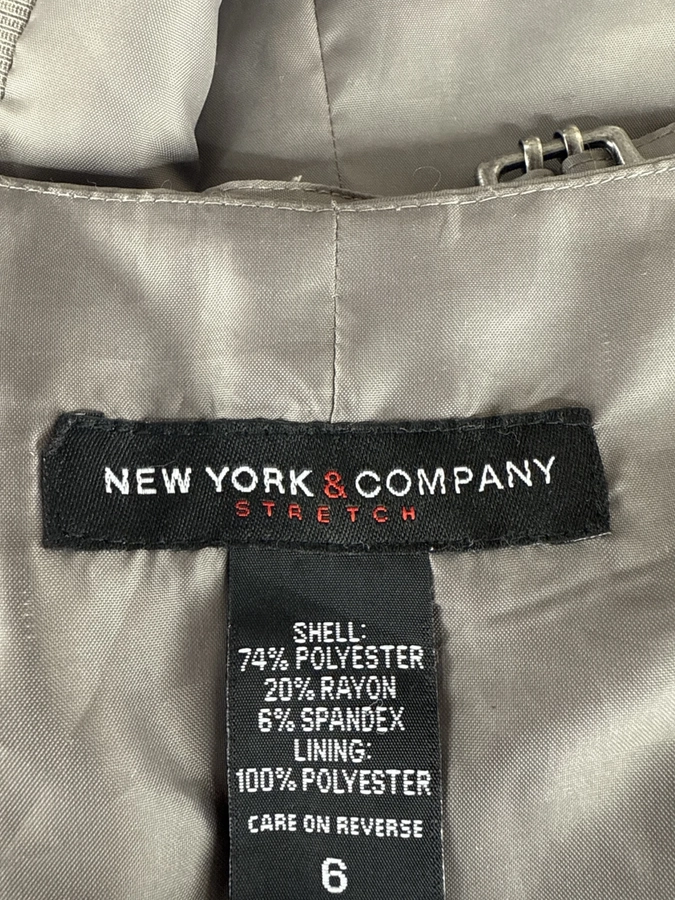 NEW YORK & COMPANY
STRETCH
SHELL:
74% POLYESTER
20% RAYON
6% SPANDEX
LINING:
100% POLYESTER
CARE ON REVERSE
6